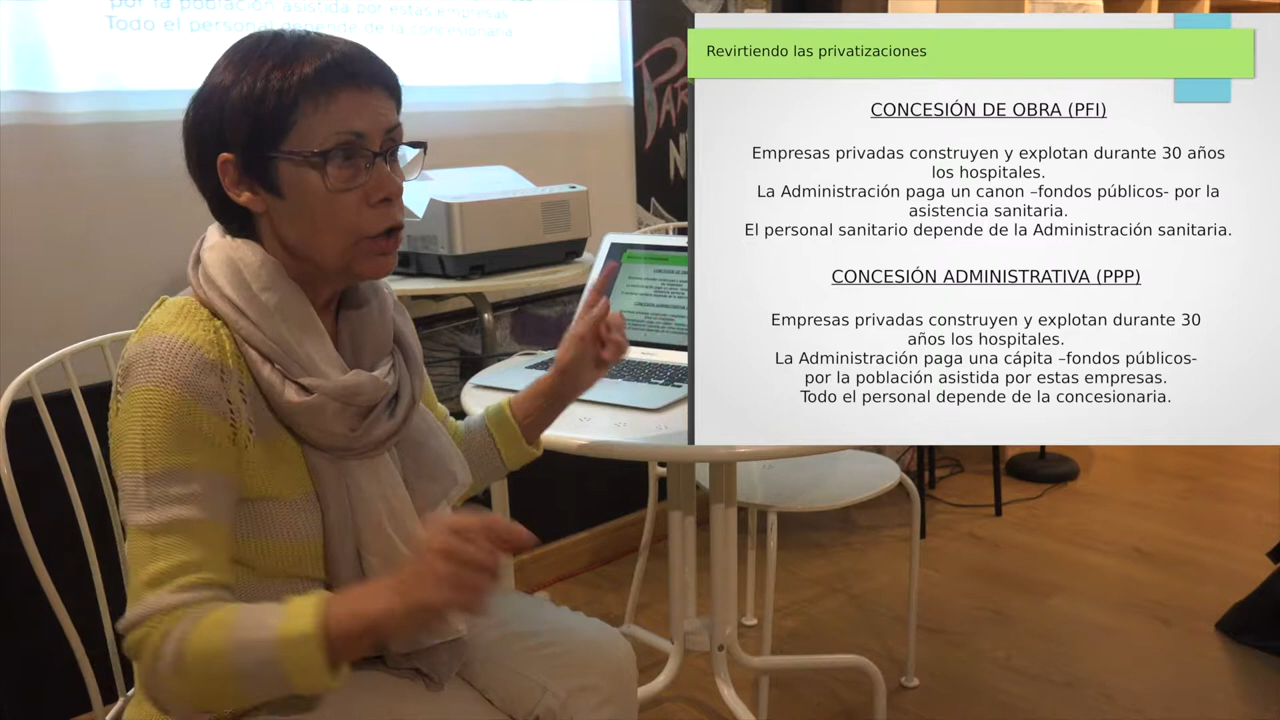 por la población asistida por estas empresas
Todo el personal depende de la concesionaria
Revirtiendo las privatizaciones
CONCESIÓN DE OBRA (PFI)
Empresas privadas construyen y explotan durante 30 años
los hospitales.
La Administración paga un canon –fondos públicos- por la
asistencia sanitaria.
El personal sanitario depende de la Administración sanitaria.
CONCESIÓN ADMINISTRATIVA (PPP)
Empresas privadas construyen y explotan durante 30
años los hospitales.
La Administración paga una cápita –fondos públicos-
por la población asistida por estas empresas.
Todo el personal depende de la concesionaria.